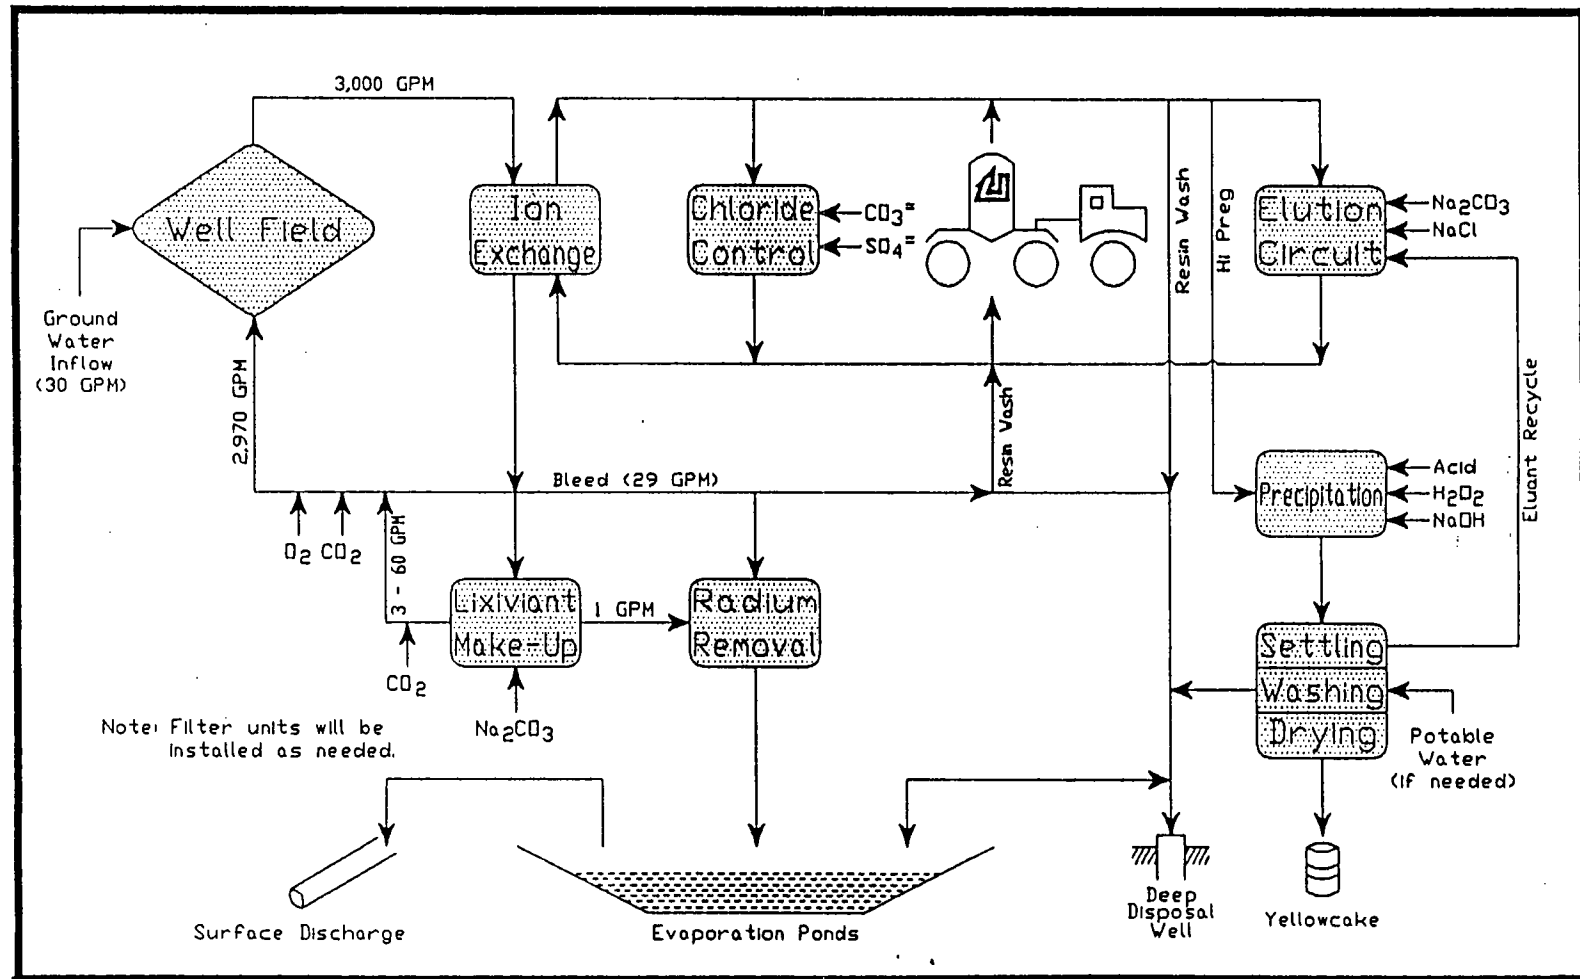 3,000 GPM
Well Field
Ground
Water
Inflow
(30 GPM)
2,970 GPM
Ion
Exchange
Chloride
Control
CO3=
SO4=
Resin Wash
Hi Preg
Elution
Circuit
Na2CO3
NaCl
Eluant Recycle
Bleed (29 GPM)
Resin Wash
O2
CO2
3 - 60 GPM
CO2
Lixiviant
Make-Up
1 GPM
Na2CO3
Radium
Removal
Precipitation
Acid
H2O2
NaOH
Settling
Washing
Drying
Potable
Water
(if needed)
Note: Filter units will be
installed as needed.
Surface Discharge
Evaporation Ponds
Deep
Disposal
Well
Yellowcake